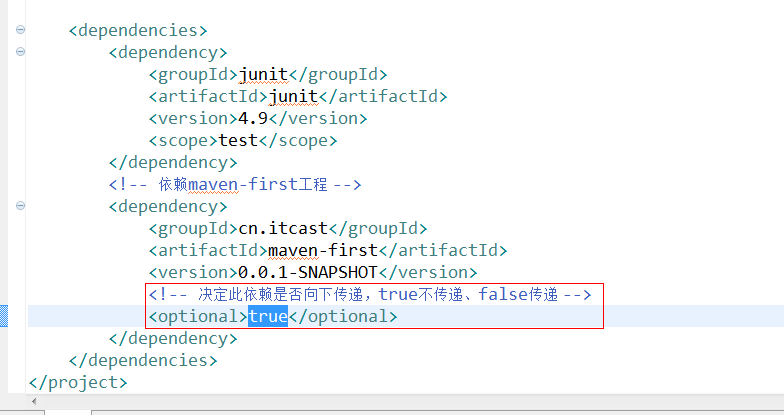 <dependencies>
<dependency>
<groupId>junit</groupId>
<artifactId>junit</artifactId>
<version>4.9</version>
<scope>test</scope>
</dependency>
<!-- 依赖maven-first工程 -->
<dependency>
<groupId>cn.itcast</groupId>
<artifactId>maven-first</artifactId>
<version>0.0.1-SNAPSHOT</version>
<!-- 决定此依赖是否向下传递，true不传递、false传递 -->
<optional>true</optional>
</dependency>
</dependencies>
</project>